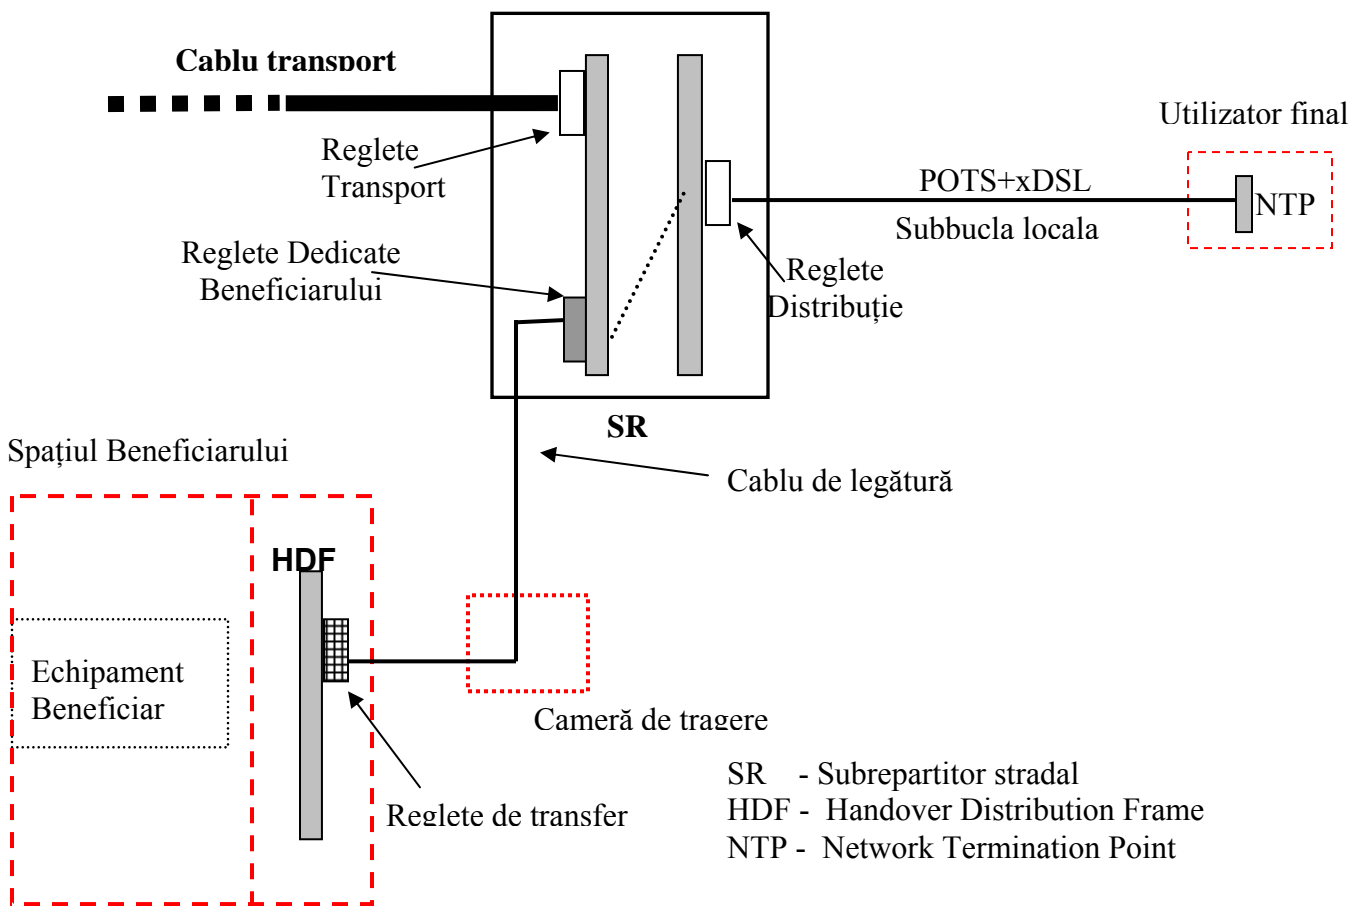 Cablu transport
Utilizator final
Reglete
Transport
POTS+xDSL
NTP
Subbucla locala
Reglete Dedicate
Beneficiarului
Reglete
Distribuție
SR
Spațiul Beneficiarului
Cablu de legătură
HDF
Echipament
Beneficiar
Cameră de tragere
Reglete de transfer
SR - Subrepartitor stradal
HDF - Handover Distribution Frame
NTP - Network Termination Point